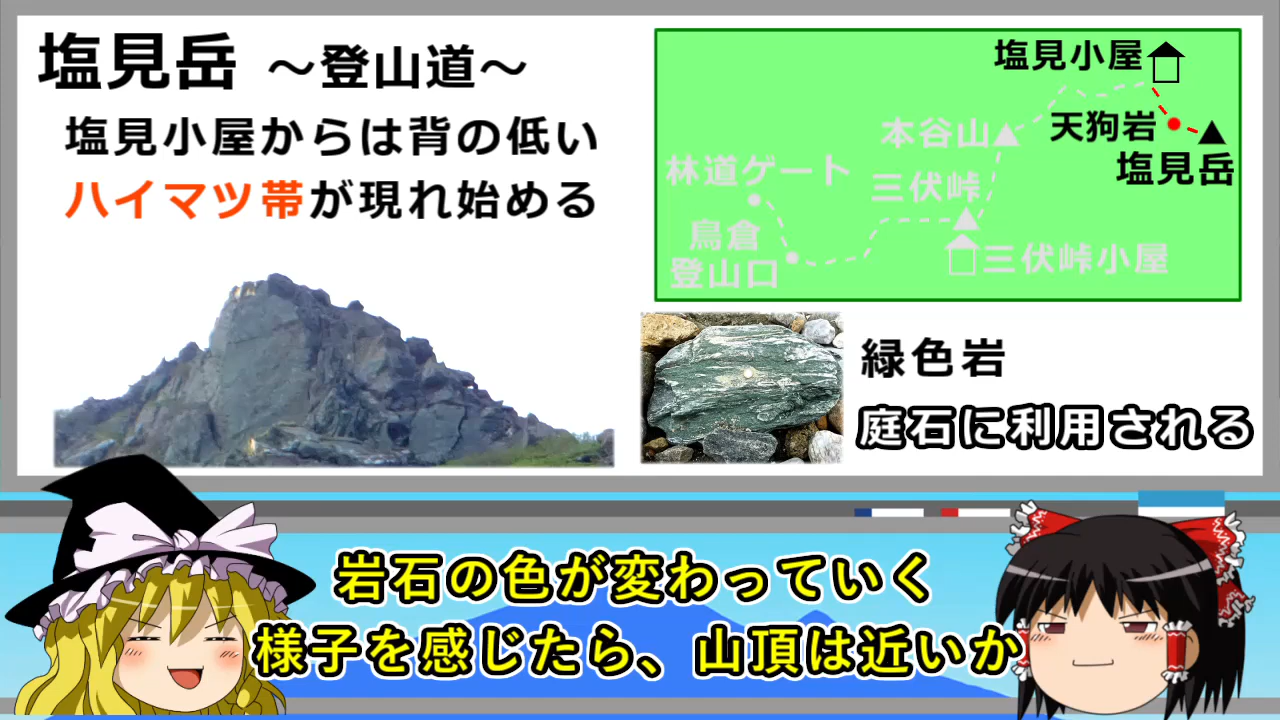 塩見岳 ～登山道～
塩見小屋からは背の低い
ハイマツ帯が現れ始める
塩見小屋
天狗岩
塩見岳
本谷山
林道ゲート
三伏峠
鳥倉
登山口
三伏峠小屋
緑色岩
庭石に利用される
岩石の色が変わっていく
様子を感じたら、山頂は近いか